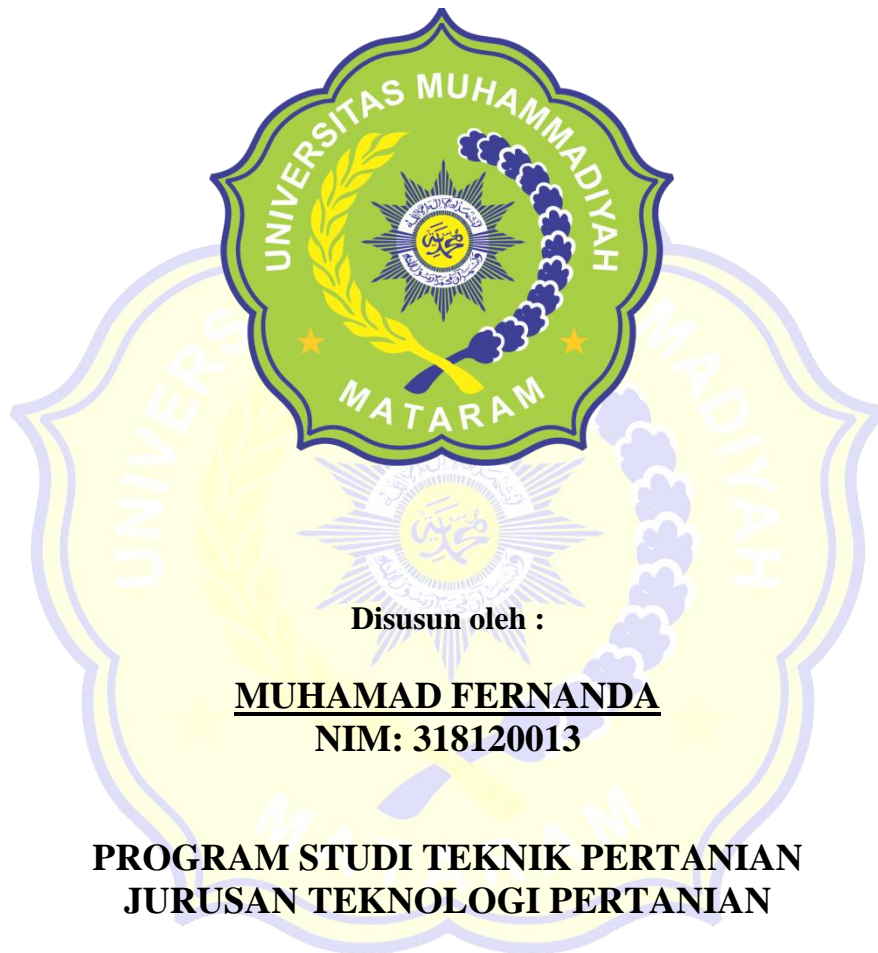 UNIVERSITAS MUHAMMADIYAH
MATARAM
Disusun oleh :
MUHAMAD FERNANDA
NIM: 318120013
PROGRAM STUDI TEKNIK PERTANIAN
JURUSAN TEKNOLOGI PERTANIAN